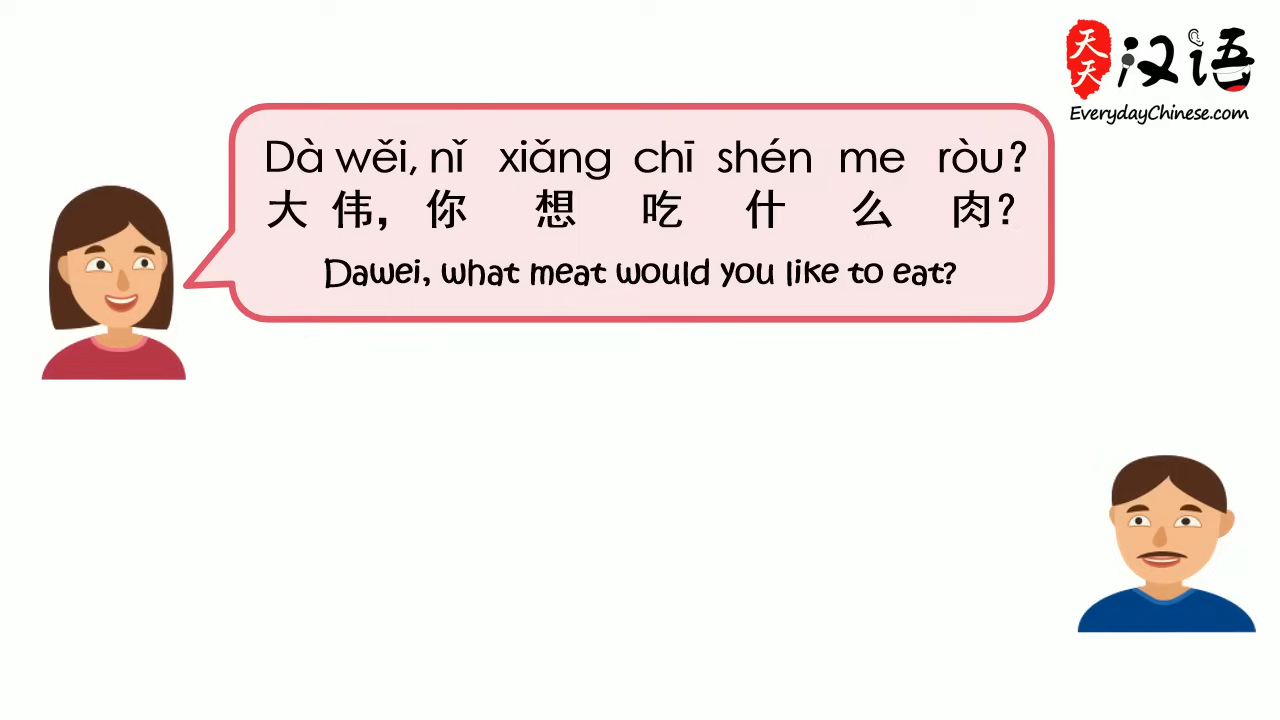 天天汉语
EverydayChinese.com
Dà wěi, nǐ xiǎng chī shén me ròu?
大伟，你想吃什么肉？
Dawei, what meat would you like to eat?